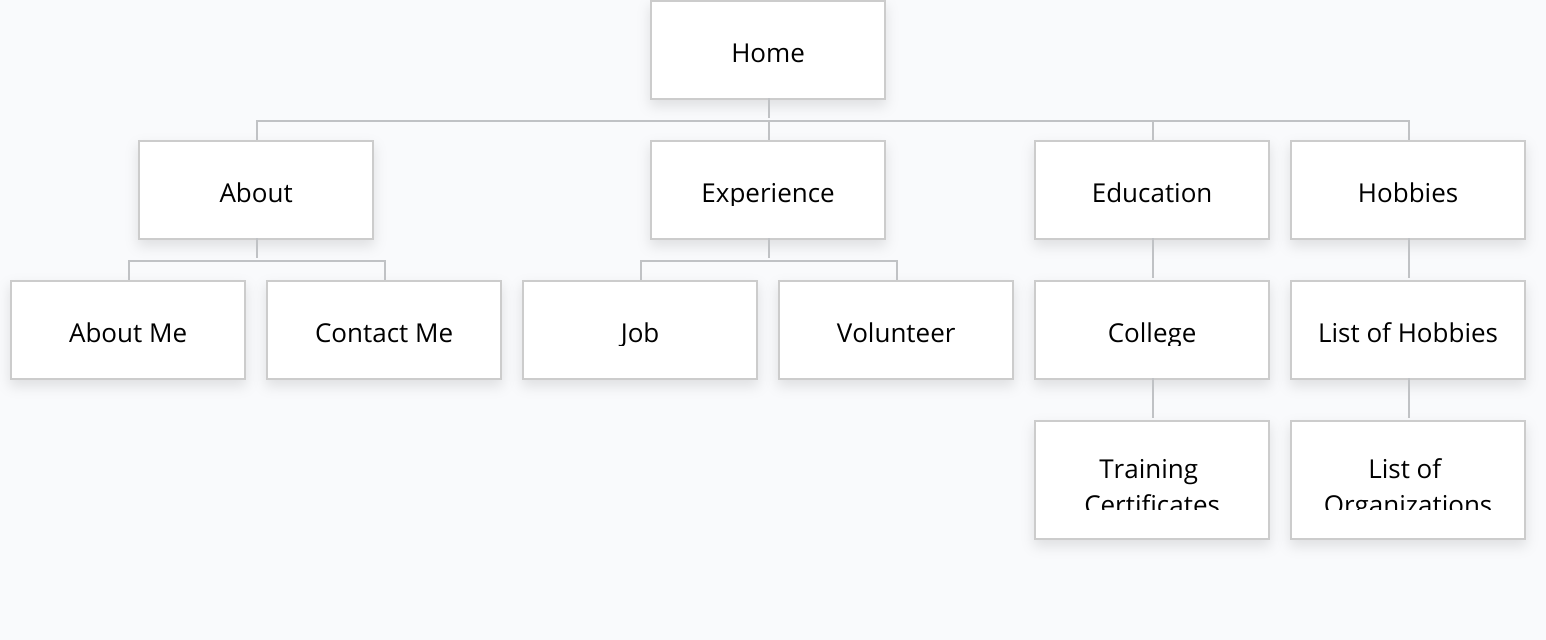 Home
About
Experience
Education
Hobbies
About Me
Contact Me
Job
Volunteer
College
List of Hobbies
Training
Certificates
List of
Organizations